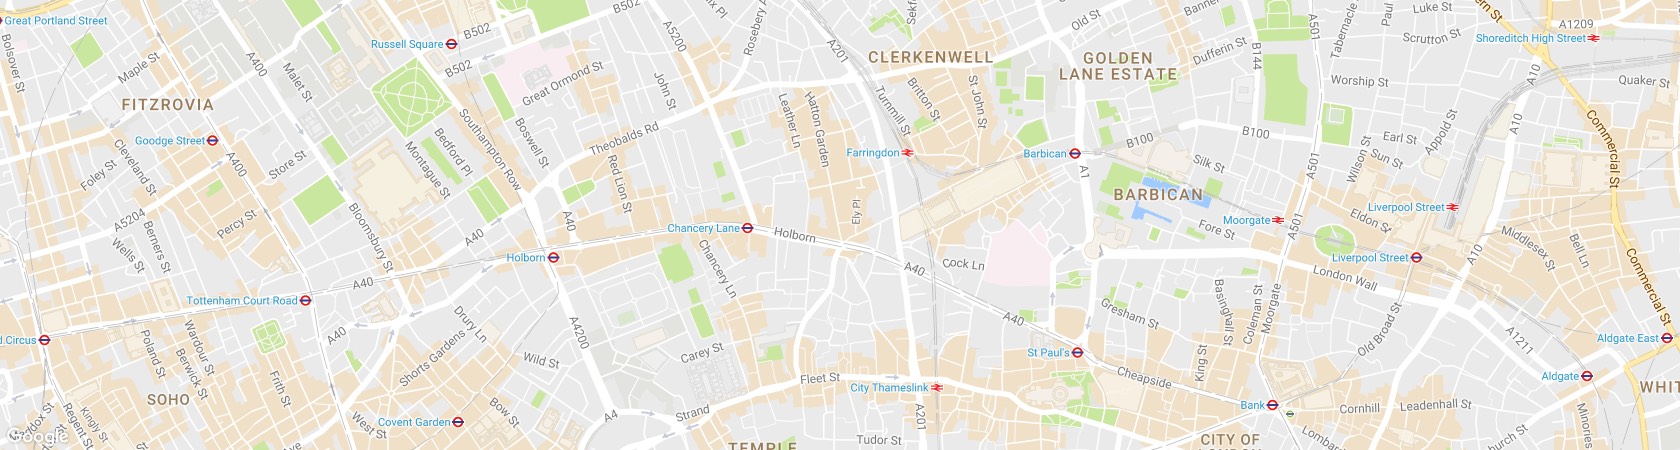 Great Portland Street
Bolsover St
Maple St
A400
Malet St
Russell Square
B502
B502
B502
Great Ormond St
A5200
John St
Rosebery A
A201
CLERKENWELL
Old St
Banner St
Dufferin St
GOLDEN
LANE ESTATE
B144
A501
Tabernacle
Paul
Luke St
Scrutton St
Worship St
A1209
Shoreditch High Street
A10
Quaker St
FITZROVIA
Goodge Street
Cleveland St
Foley St
Store St
A400
Montague St
Bedford Pl
Southampton Row
Boswell St
Theobalds Rd
Red Lion St
Leather Ln
Hatton Garden
Turnmill St
Britton St
St John St
Farringdon
Barbican
B100
B100
Silk St
A1
BARBICAN
Wilson St
Sun St
Earl St
Appold St
A10
Commercial St
A5204
Percy St
Wells St
Berners St
Bloomsbury St
A40
A40
Chancery Lane
Holborn
Ely Pl
Moorgate
Fore St
A501
Eldon St
Liverpool Street
Liverpool Street
Middlesex St
Bell Ln
Holborn
Chancery Ln
A40
Cock Ln
London Wall
A10
Commercial St
Tottenham Court Road
A40
A40
Drury Ln
A4200
A40
Gresham St
Basinghall St
Coleman St
Moorgate
Old Broad St
A1211
Aldgate East
d Circus
Poland St
Wardour St
Berwick St
Frith St
Shorts Gardens
Wild St
Carey St
St Paul's
Cheapside
King St
Aldgate
SOHO
Fleet St
City Thameslink
WHIT
Kingly St
Regent St
West St
Covent Garden
Bow St
A4
Strand
A201
Tudor St
TEMPLE
Bank
Cornhill
Leadenhall St
Minories
CITY OF
LONDON
Lombard
Google